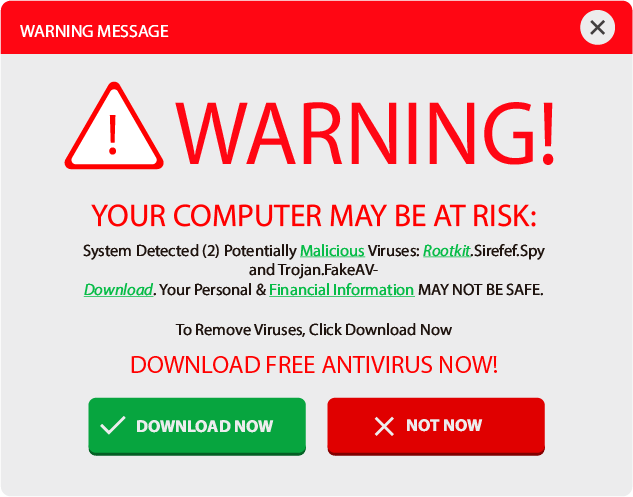 WARNING MESSAGE
WARNING!
YOUR COMPUTER MAY BE AT RISK:
System Detected (2) Potentially Malicious Viruses: Rootkit.Sirefef.Spy
and Trojan.FakeAV-
Download. Your Personal & Financial Information MAY NOT BE SAFE.
To Remove Viruses, Click Download Now
DOWNLOAD FREE ANTIVIRUS NOW!
DOWNLOAD NOW
NOT NOW